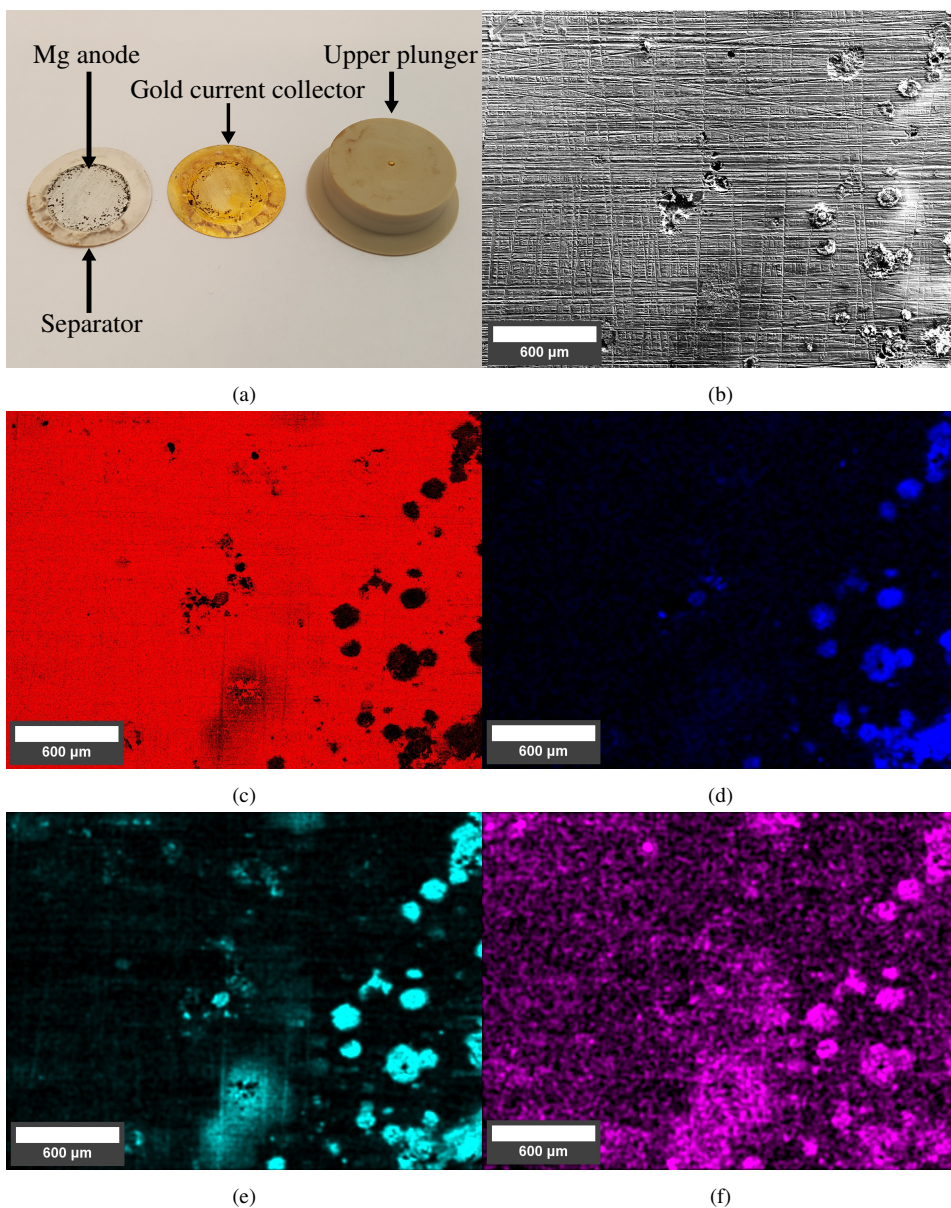 Mg anode
Upper plunger
Gold current collector
Separator
600 µm
(a)
(b)
600 µm
600 µm
(c)
(d)
600 µm
600 µm
(e)
(f)